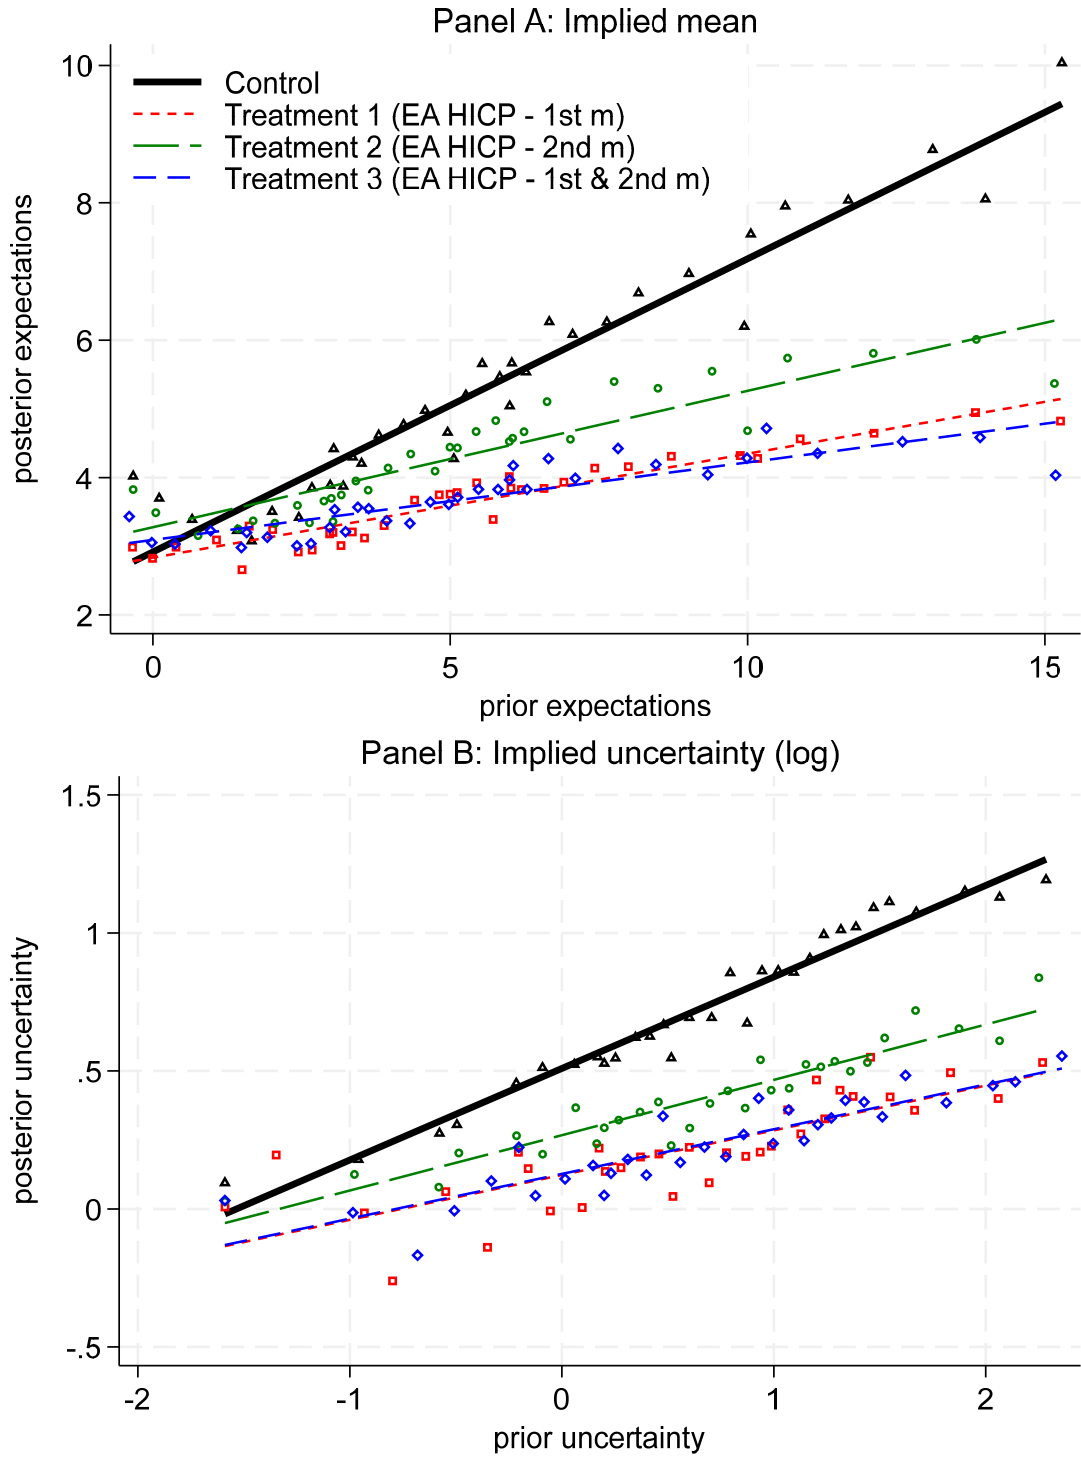 Panel A: Implied mean
10
8
6
4
2
posterior expectations
Control
Treatment 1 (EA HICP - 1st m)
Treatment 2 (EA HICP - 2nd m)
Treatment 3 (EA HICP - 1st & 2nd m)
0 5 10 15
prior expectations
Panel B: Implied uncertainty (log)
1.5
1
.5
0
-.5
posterior uncertainty
-2 -1 0 1 2
prior uncertainty